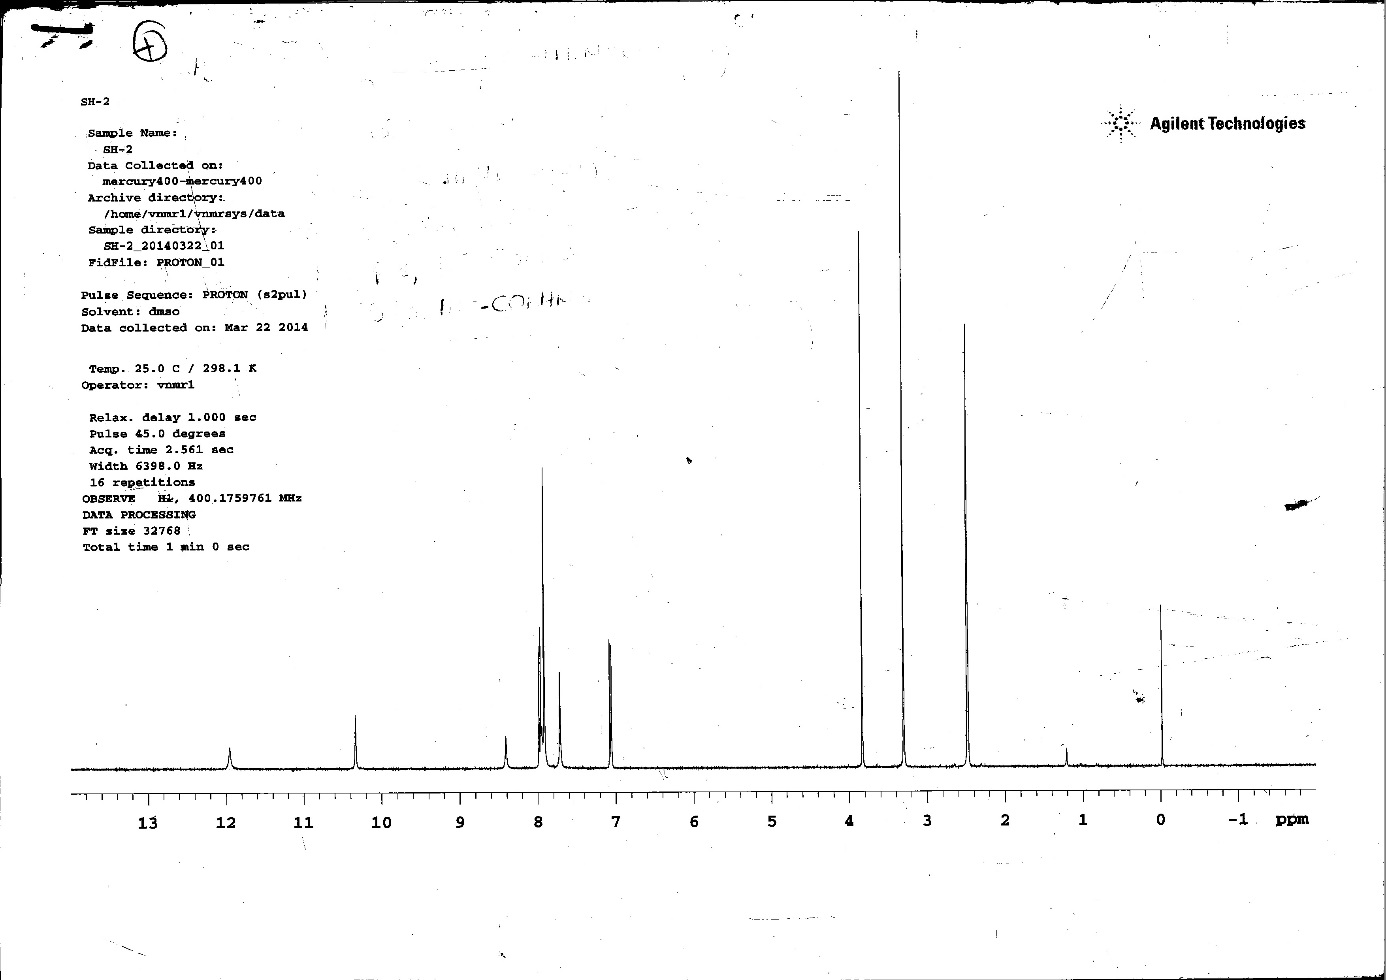 SH-2
Agilent Technologies
Sample Name:
SH-2
Data Collected on:
mercury400-mercury400
Archive directory:
/home/vnmr1/vnmrsys/data
Sample directory:
SH-2_20140322_01
FidFile: PROTON_01
Pulse Sequence: PROTON (s2pul)
Solvent: dmso
Data collected on: Mar 22 2014
Temp. 25.0 C / 298.1 K
Operator: vnmr1
Relax. delay 1.000 sec
Pulse 45.0 degrees
Acq. time 2.561 sec
Width 6398.0 Hz
16 repetitions
OBSERVE H1, 400.1759761 MHz
DATA PROCESSING
FT size 32768
Total time 1 min 0 sec
13 12 11 10 9 8 7 6 5 4 3 2 1 0 -1 ppm